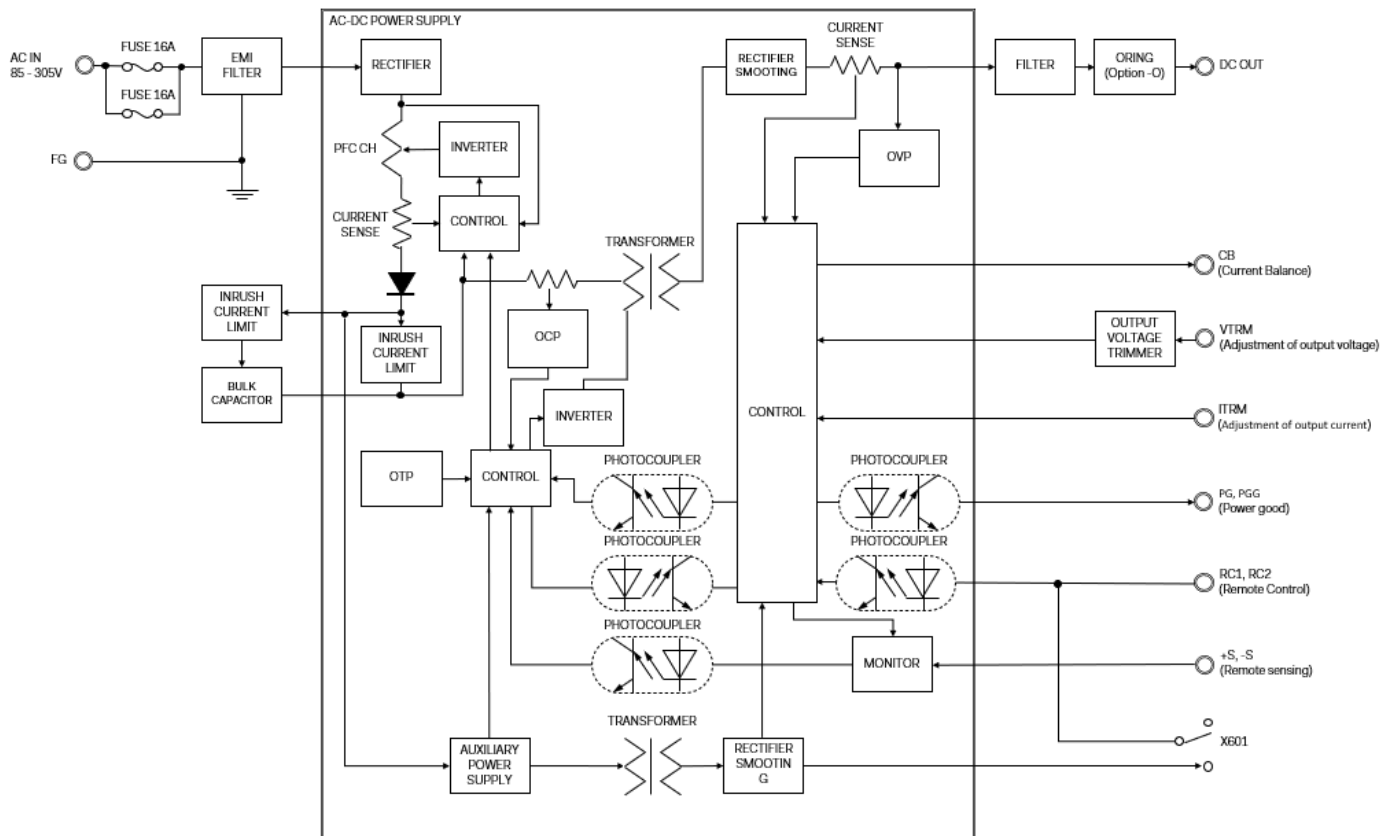 AC-DC POWER SUPPLY
AC IN
85 - 305V
FUSE 16A
FUSE 16A
EMI
FILTER
RECTIFIER
RECTIFIER
SMOOTING
CURRENT
SENSE
FILTER
ORING
(Option -O)
DC OUT
FG
PFC CH
INVERTER
OVP
CURRENT
SENSE
CONTROL
TRANSFORMER
CB
(Current Balance)
INRUSH
CURRENT
LIMIT
INRUSH
CURRENT
LIMIT
OCP
OUTPUT
VOLTAGE
TRIMMER
VTRM
(Adjustment of output voltage)
BULK
CAPACITOR
INVERTER
CONTROL
ITRM
(Adjustment of output current)
OTP
CONTROL
PHOTOCOUPLER
PHOTOCOUPLER
PG, PGG
(Power good)
PHOTOCOUPLER
PHOTOCOUPLER
RC1, RC2
(Remote Control)
PHOTOCOUPLER
MONITOR
+S, -S
(Remote sensing)
TRANSFORMER
AUXILIARY
POWER
SUPPLY
RECTIFIER
SMOOTIN
G
X601